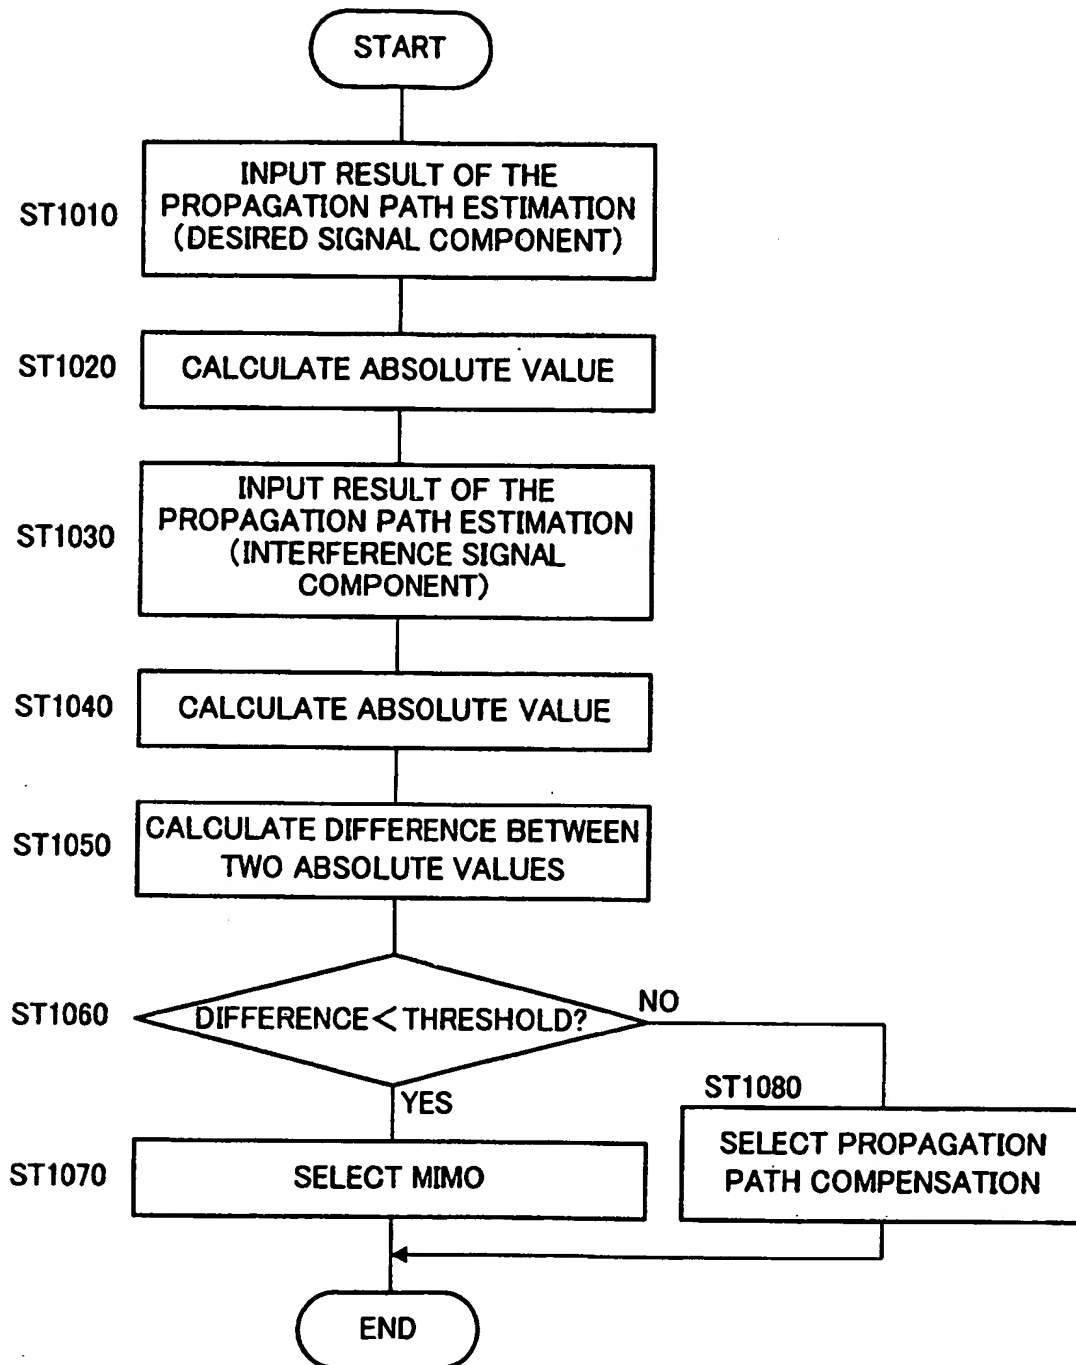 START
ST1010
INPUT RESULT OF THE
PROPAGATION PATH ESTIMATION
(DESIRED SIGNAL COMPONENT)
ST1020
CALCULATE ABSOLUTE VALUE
ST1030
INPUT RESULT OF THE
PROPAGATION PATH ESTIMATION
(INTERFERENCE SIGNAL
COMPONENT)
ST1040
CALCULATE ABSOLUTE VALUE
ST1050
CALCULATE DIFFERENCE BETWEEN
TWO ABSOLUTE VALUES
ST1060
DIFFERENCE<THRESHOLD?
NO
YES
ST1080
SELECT PROPAGATION
PATH COMPENSATION
ST1070
SELECT MIMO
END